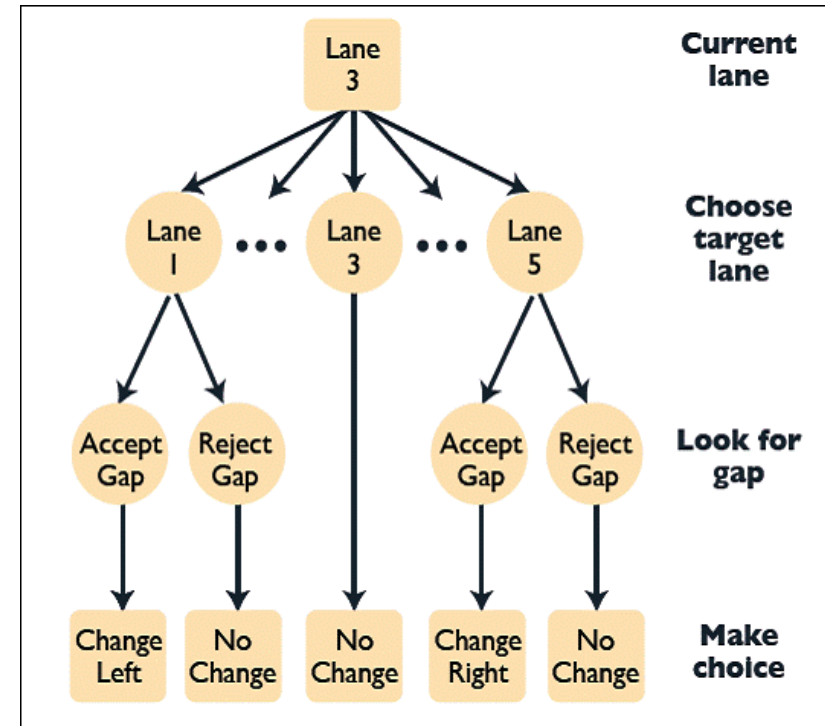 Lane
3
Current
lane
Lane
1
•••
Lane
3
•••
Lane
5
Choose
target
lane
Accept
Gap
Reject
Gap
Accept
Gap
Reject
Gap
Look for
gap
Change
Left
No
Change
No
Change
Change
Right
No
Change
Make
choice